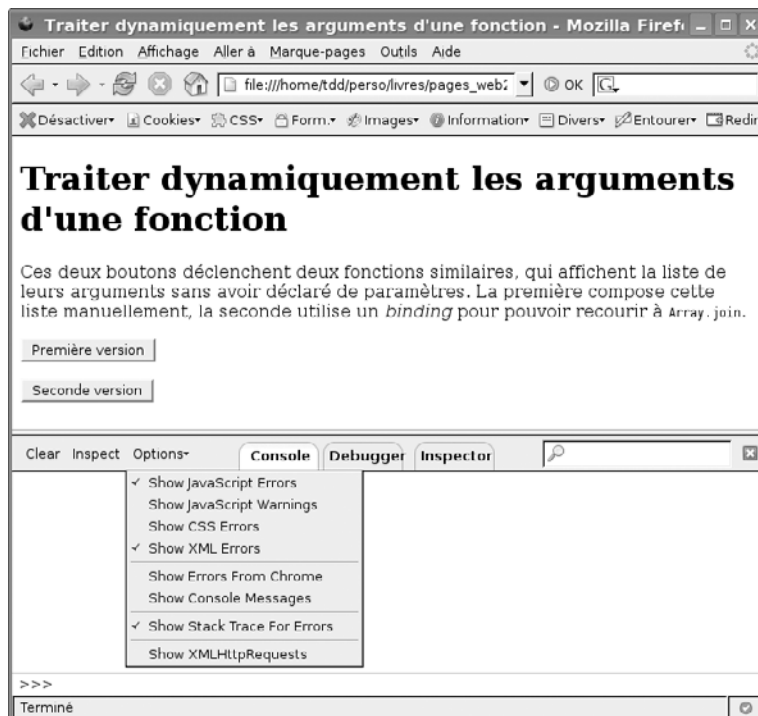 Traiter dynamiquement les arguments d'une fonction - Mozilla Firef
Fichier Edition Affichage Aller à Marque-pages Outils Aide
file:///home/tdd/perso/livres/pages_web2 OK G
Désactiver Cookies CSS Form. Images Information Divers Entourer Redir
Traiter dynamiquement les arguments
d'une fonction
Ces deux boutons déclenchent deux fonctions similaires, qui affichent la liste de
leurs arguments sans avoir déclaré de paramètres. La première compose cette
liste manuellement, la seconde utilise un binding pour pouvoir recourir à Array.join.
Première version
Seconde version
Clear Inspect Options Console Debugger Inspector
✓ Show JavaScript Errors
Show JavaScript Warnings
Show CSS Errors
✓ Show XML Errors
Show Errors From Chrome
Show Console Messages
✓ Show Stack Trace For Errors
Show XMLHttpRequests
>>>
Terminé